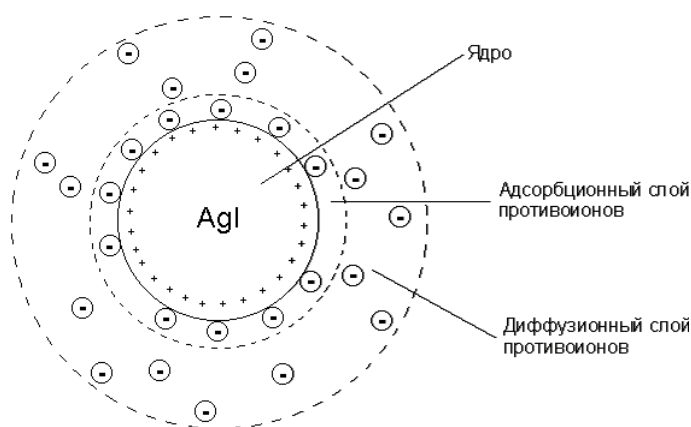 Ядро
AgI
Адсорбционный слой
противоионов
Диффузионный слой
противоионов